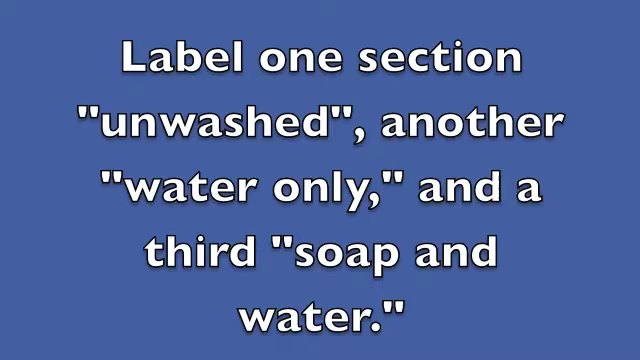 Label one section
"unwashed", another
"water only," and a
third "soap and
water."